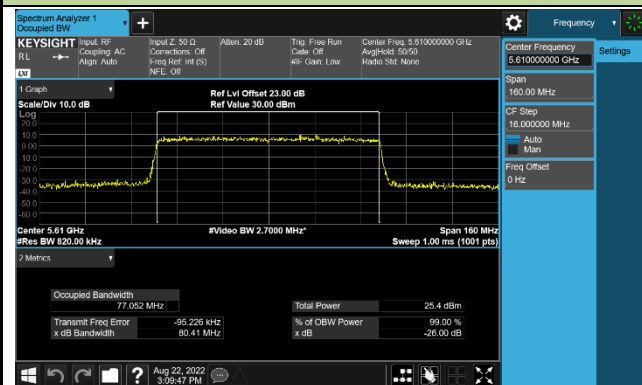 Spectrum Analyzer 1
Occupied BW
Frequency
KEYSIGHT
RL
LXI
Input: RF
Coupling: AC
Align: Auto
Input Z: 50 Ω
Corrections: Off
Freq Ref: Int (S)
NFE: Off
Atten: 20 dB
Trig: Free Run
Gate: Off
#IF Gain: Low
Center Freq: 5.610000000 GHz
Avg|Hold: 50/50
Radio Std: None
Center Frequency
5.610000000 GHz
Settings
Span
160.00 MHz
CF Step
16.000000 MHz
Auto
Man
Freq Offset
0 Hz
1 Graph
Scale/Div 10.0 dB
Ref Lvl Offset 23.00 dB
Ref Value 30.00 dBm
Log
20.0
10.0
0.00
-10.0
-20.0
-30.0
-40.0
-50.0
-60.0
Center 5.61 GHz
#Video BW 2.7000 MHz*
Span 160 MHz
#Res BW 820.00 kHz
Sweep 1.00 ms (1001 pts)
2 Metrics
Occupied Bandwidth
77.052 MHz
Total Power 25.4 dBm
Transmit Freq Error -95.226 kHz
% of OBW Power 99.00 %
x dB Bandwidth 80.41 MHz
x dB -26.00 dB
?
Aug 22, 2022
3:09:47 PM